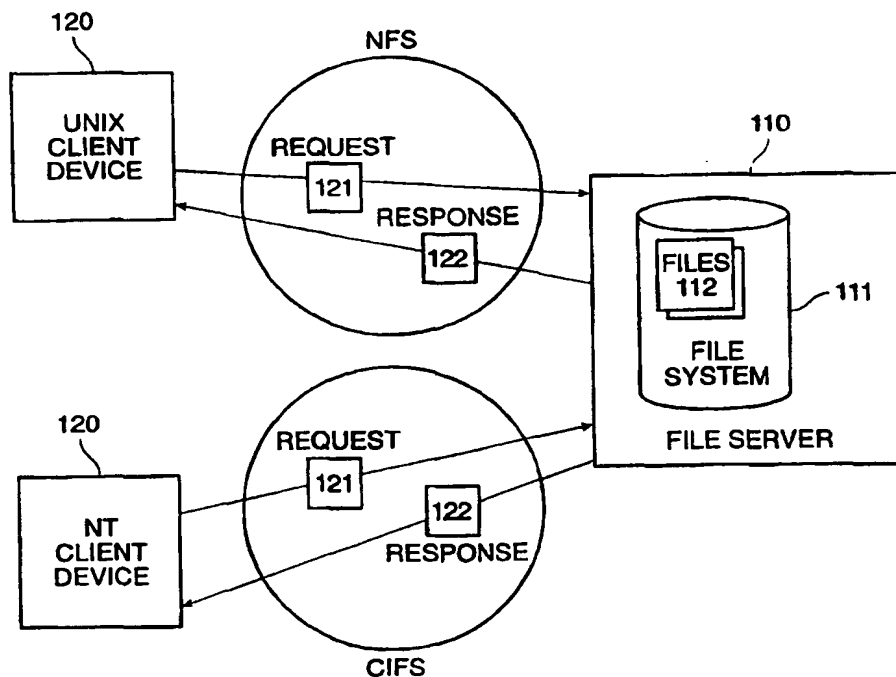 120
UNIX
CLIENT
DEVICE
NFS
REQUEST
121
RESPONSE
122
110
FILES
112
111
FILE
SYSTEM
FILE SERVER
120
NT
CLIENT
DEVICE
REQUEST
121
122
RESPONSE
CIFS